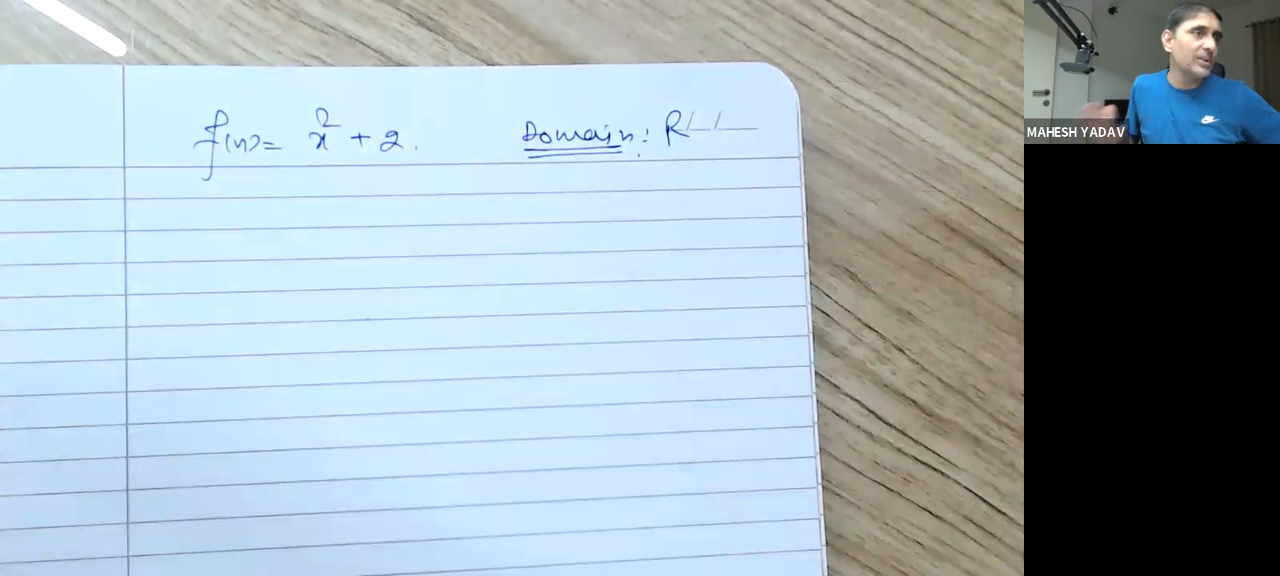 f(n) = x² + 2. Domain: R
MAHESH YADAV